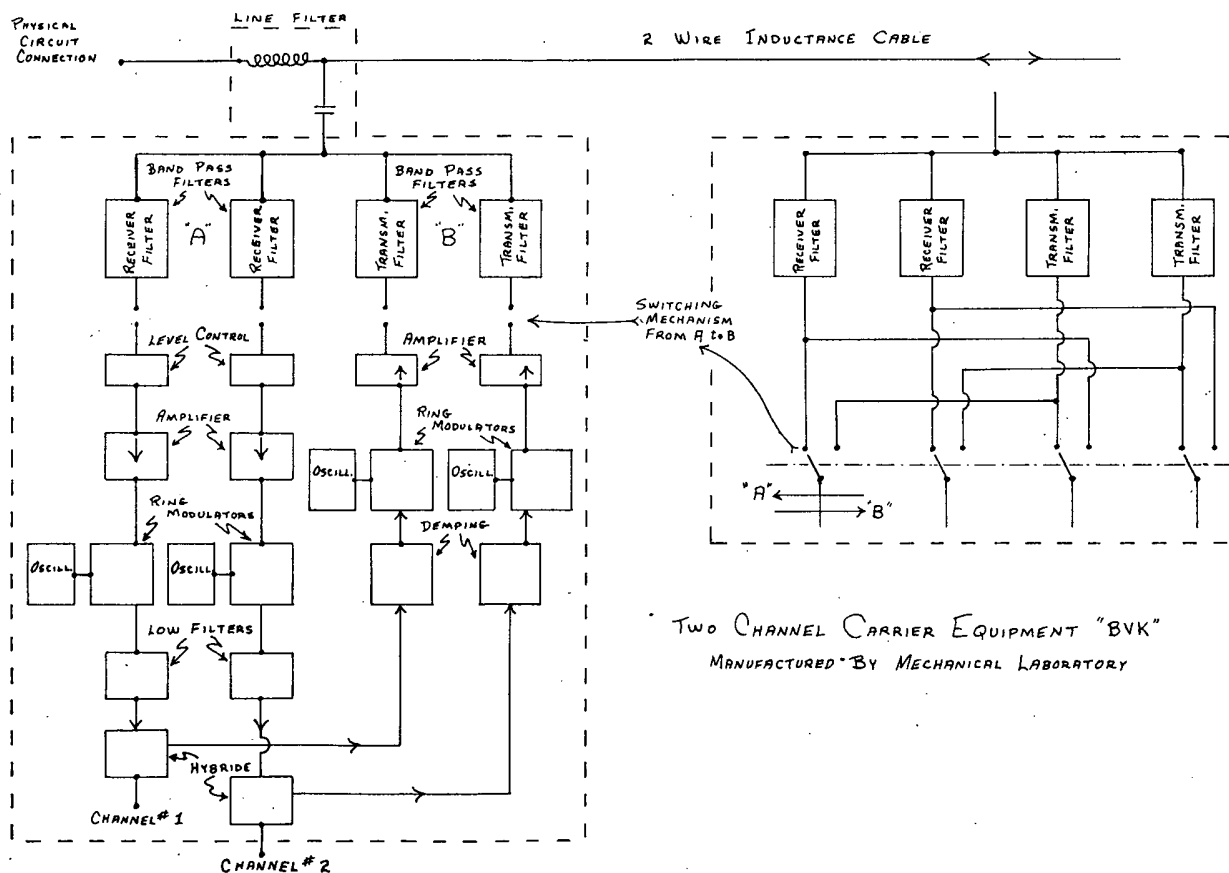 PHYSICAL
CIRCUIT
CONNECTION
LINE FILTER
2 WIRE INDUCTANCE CABLE
BAND PASS
FILTERS
BAND PASS
FILTERS
RECEIVER
FILTER
"A"
RECEIVER
FILTER
TRANSM.
FILTER
"B"
TRANSM.
FILTER
RECEIVER
FILTER
RECEIVER
FILTER
TRANSM.
FILTER
TRANSM.
FILTER
SWITCHING
MECHANISM
FROM A to B
LEVEL CONTROL
AMPLIFIER
AMPLIFIER
RING
MODULATORS
OSCILL.
OSCILL.
RING
MODULATORS
DEMPING
OSCILL.
OSCILL.
"A"
"B"
LOW FILTERS
HYBRIDE
CHANNEL #1
CHANNEL #2
TWO CHANNEL CARRIER EQUIPMENT "BVK"
MANUFACTURED BY MECHANICAL LABORATORY